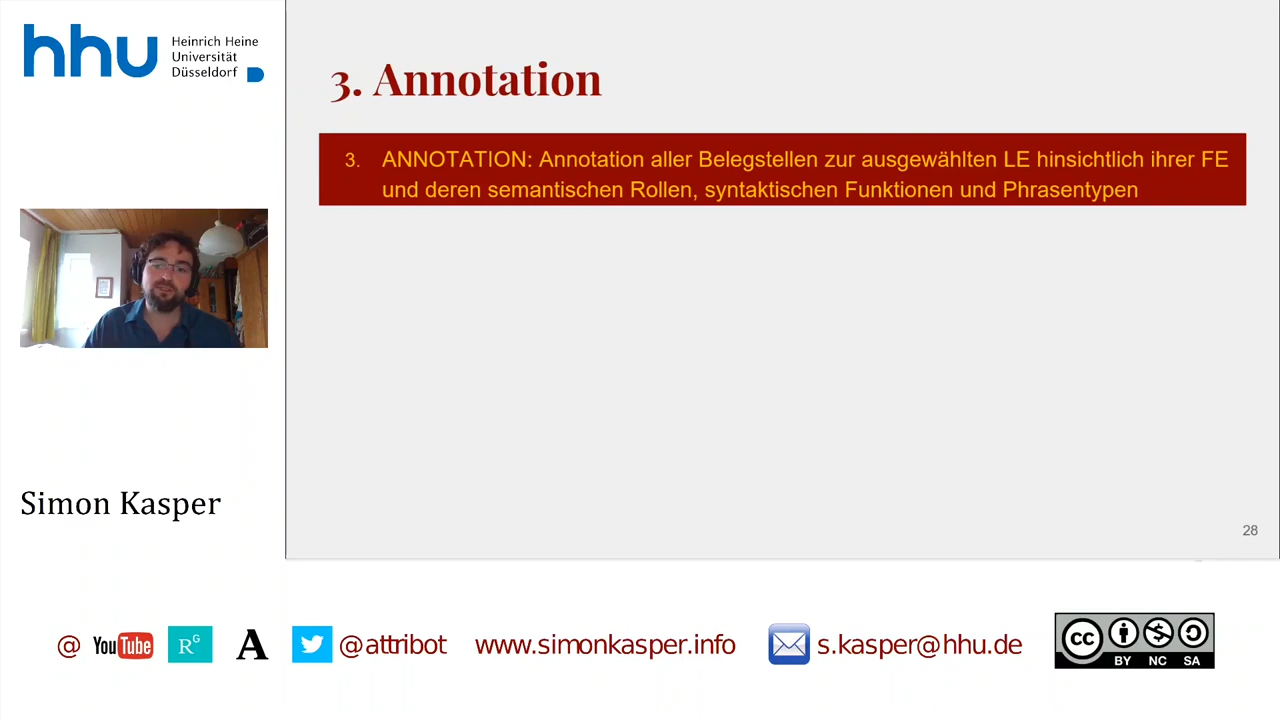 hhu Heinrich Heine
Universität
Düsseldorf
3. Annotation
3. ANNOTATION: Annotation aller Belegstellen zur ausgewählten LE hinsichtlich ihrer FE
und deren semantischen Rollen, syntaktischen Funktionen und Phrasentypen
Simon Kasper
28
@ YouTube RG A @attribot www.simonkasper.info s.kasper@hhu.de cc
BY NC SA